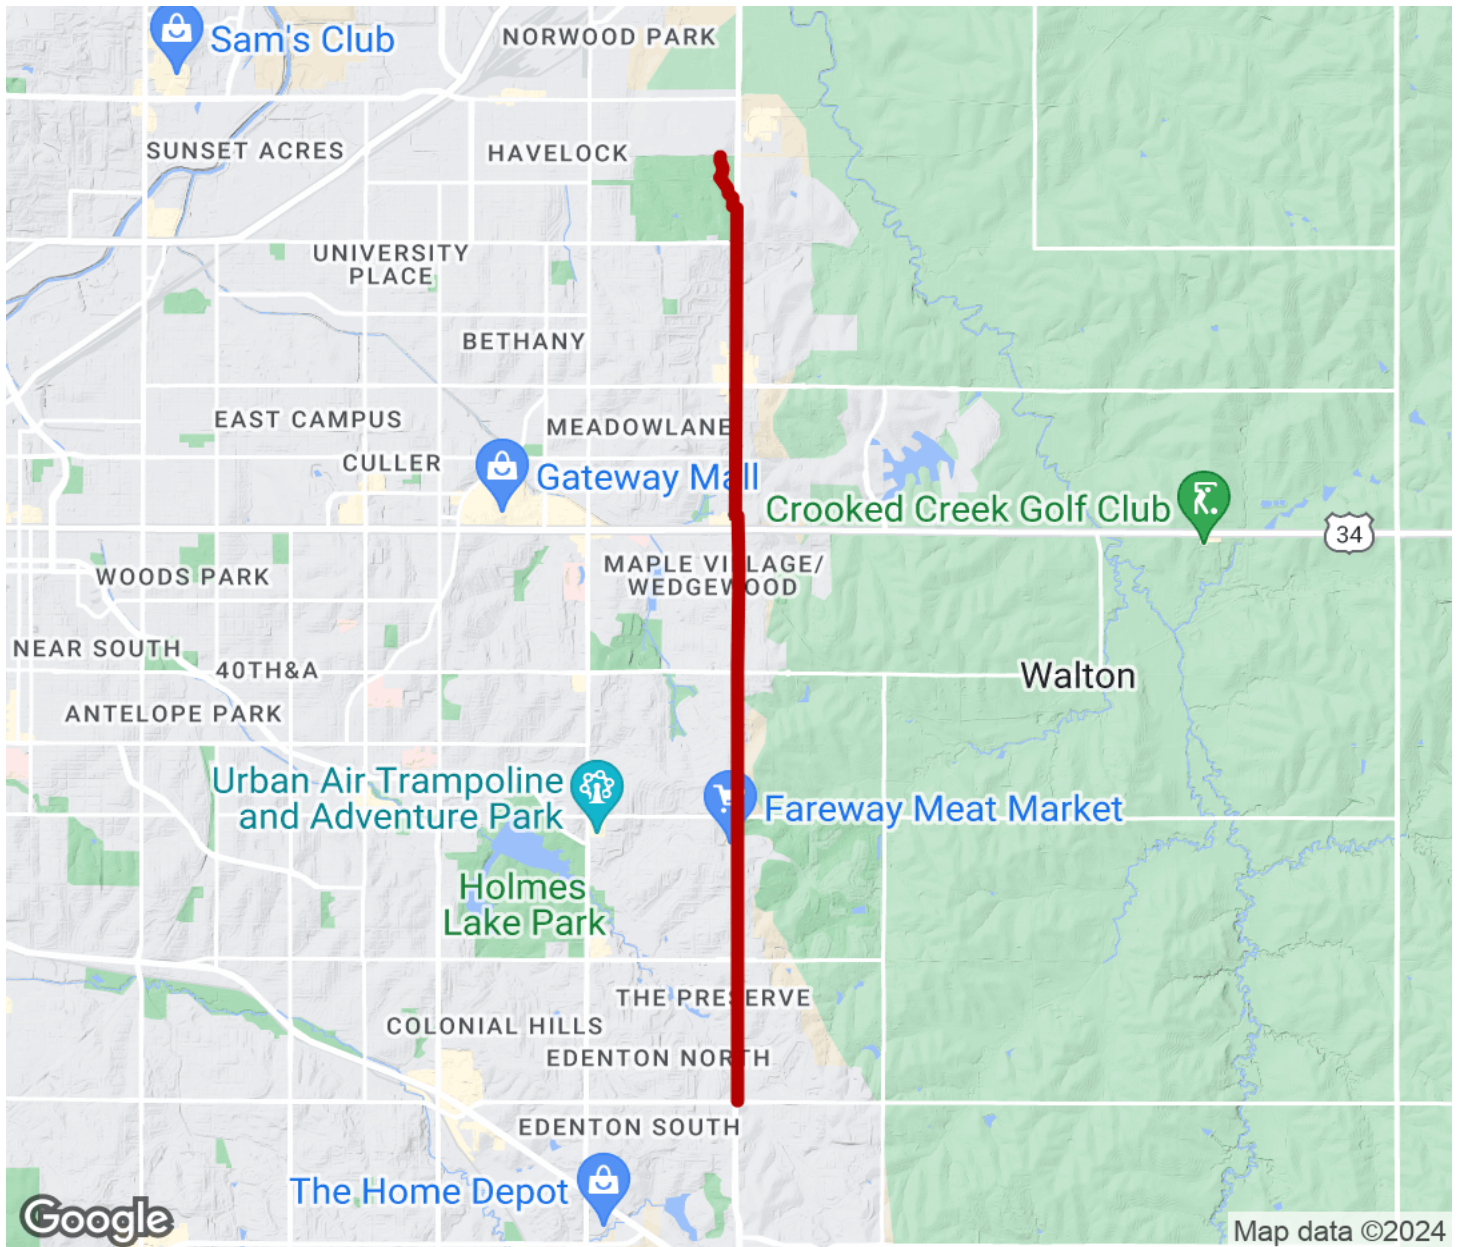 Sam's Club
NORWOOD PARK
SUNSET ACRES
HAVELOCK
UNIVERSITY
PLACE
BETHANY
EAST CAMPUS
MEADOWLANE
CULLER
Gateway Mall
Crooked Creek Golf Club
34
MAPLE VILLAGE/
WEDGEWOOD
WOODS PARK
NEAR SOUTH
40TH&A
Walton
ANTELOPE PARK
Urban Air Trampoline
and Adventure Park
Fareway Meat Market
Holmes
Lake Park
THE PRESERVE
COLONIAL HILLS
EDENTON NORTH
EDENTON SOUTH
The Home Depot
Google
Map data ©2024